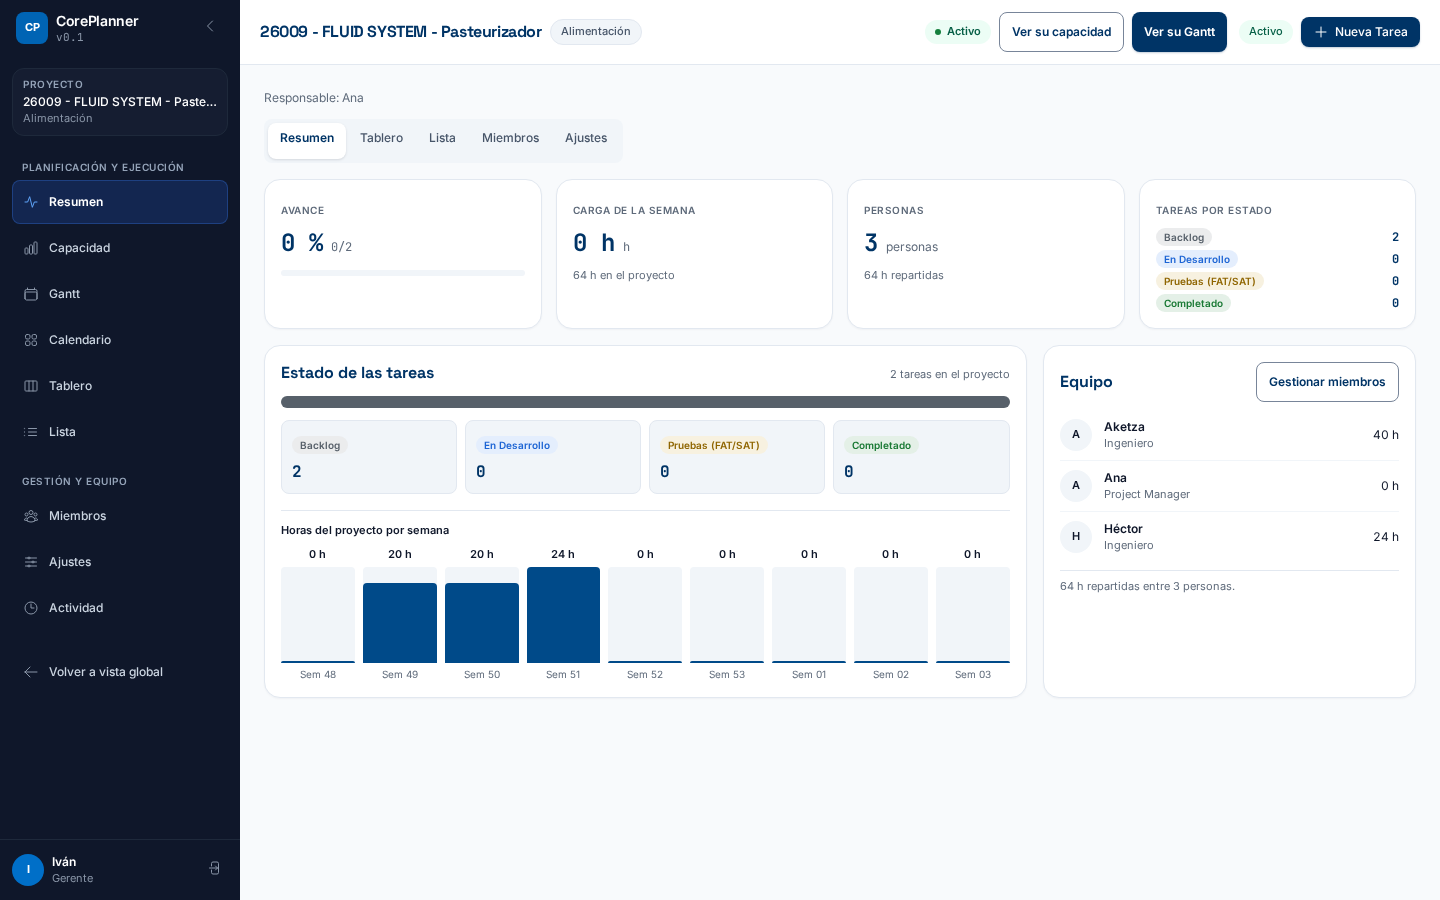 CP
CorePlanner
v0.1
PROYECTO
26009 - FLUID SYSTEM - Paste...
Alimentación
PLANIFICACIÓN Y EJECUCIÓN
Resumen
Capacidad
Gantt
Calendario
Tablero
Lista
GESTIÓN Y EQUIPO
Miembros
Ajustes
Actividad
Volver a vista global
I
Iván
Gerente
26009 - FLUID SYSTEM - Pasteurizador
Alimentación
Activo
Ver su capacidad
Ver su Gantt
Activo
Nueva Tarea
Responsable: Ana
Resumen Tablero Lista Miembros Ajustes
AVANCE
0 % 0/2
CARGA DE LA SEMANA
0 h h
64 h en el proyecto
PERSONAS
3 personas
64 h repartidas
TAREAS POR ESTADO
Backlog 2
En Desarrollo 0
Pruebas (FAT/SAT) 0
Completado 0
Estado de las tareas
2 tareas en el proyecto
Backlog
2
En Desarrollo
0
Pruebas (FAT/SAT)
0
Completado
0
Horas del proyecto por semana
0 h 20 h 20 h 24 h 0 h 0 h 0 h 0 h 0 h
Sem 48 Sem 49 Sem 50 Sem 51 Sem 52 Sem 53 Sem 01 Sem 02 Sem 03
Equipo
Gestionar miembros
A
Aketza
Ingeniero
40 h
A
Ana
Project Manager
0 h
H
Héctor
Ingeniero
24 h
64 h repartidas entre 3 personas.